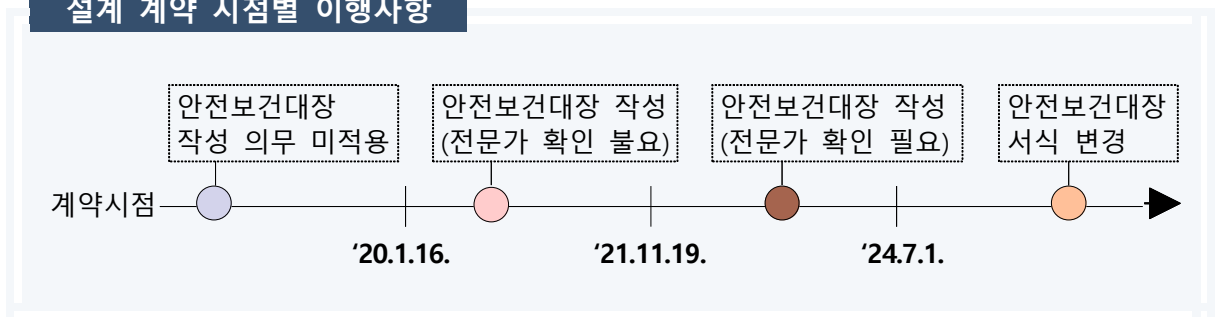 설계 계약 시점별 이행사항
안전보건대장
작성 의무 미적용
안전보건대장 작성
(전문가 확인 불요)
안전보건대장 작성
(전문가 확인 필요)
안전보건대장
서식 변경
계약시점
‘20.1.16.
‘21.11.19.
‘24.7.1.